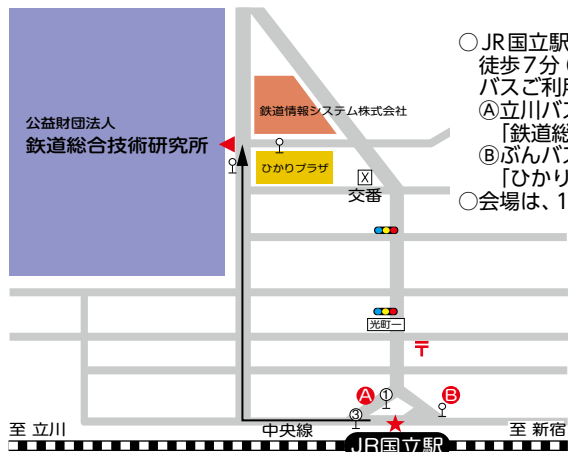 ○JR国立駅
徒歩7分(
バスご利用
Ⓐ立川バス
「鉄道総
Ⓑぶんバス
「ひかり
○会場は、1
鉄道情報システム株式会社
公益財団法人
鉄道総合技術研究所
ひかりプラザ
X
交番
光町一
〒
Ⓐ
①
Ⓑ
③
至 立川
中央線
至 新宿
JR国立駅